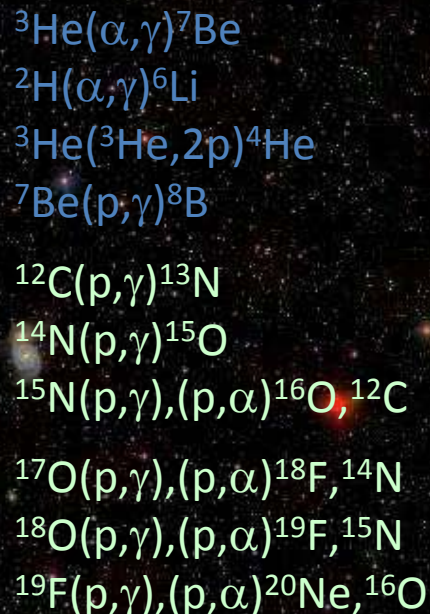 ³He(α,γ)⁷Be
²H(α,γ)⁶Li
³He(³He,2p)⁴He
⁷Be(p,γ)⁸B
¹²C(p,γ)¹³N
¹⁴N(p,γ)¹⁵O
¹⁵N(p,γ),(p,α)¹⁶O,¹²C
¹⁷O(p,γ),(p,α)¹⁸F,¹⁴N
¹⁸O(p,γ),(p,α)¹⁹F,¹⁵N
¹⁹F(p,γ),(p,α)²⁰Ne,¹⁶O